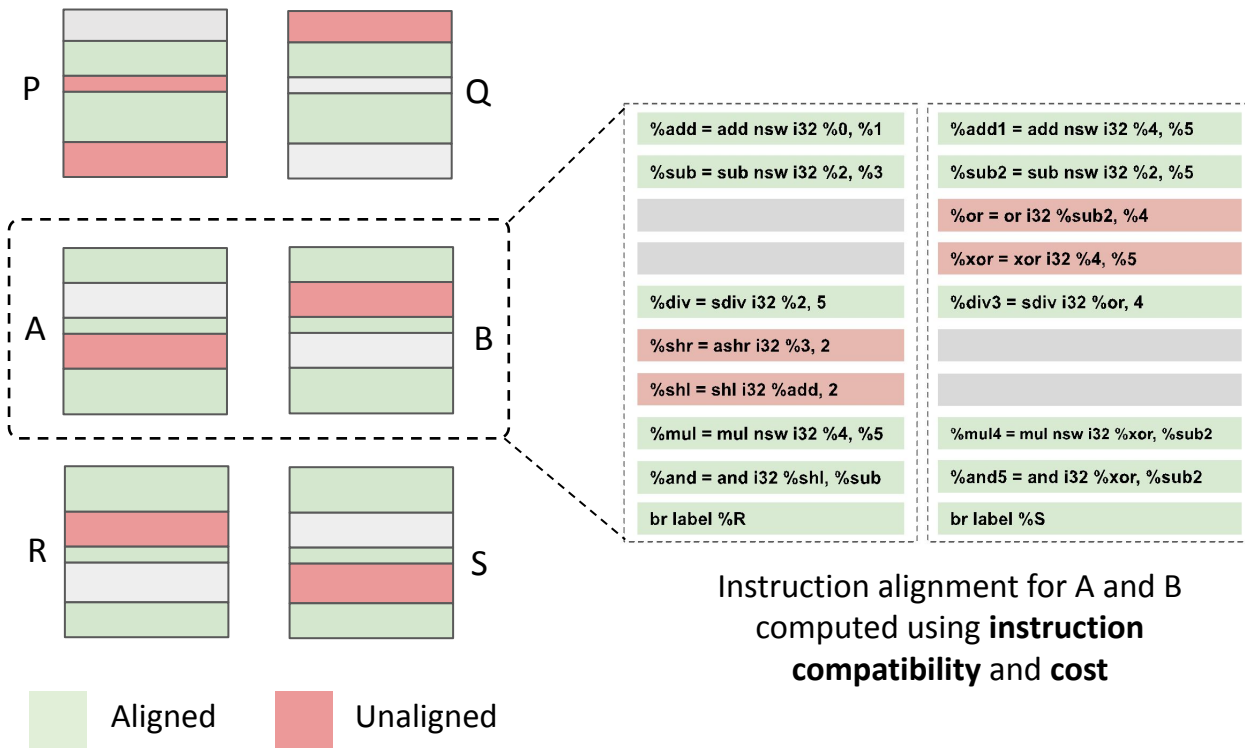 P
Q
A
B
R
S
%add = add nsw i32 %0, %1
%sub = sub nsw i32 %2, %3
%div = sdiv i32 %2, 5
%shr = ashr i32 %3, 2
%shl = shl i32 %add, 2
%mul = mul nsw i32 %4, %5
%and = and i32 %shl, %sub
br label %R
%add1 = add nsw i32 %4, %5
%sub2 = sub nsw i32 %2, %5
%or = or i32 %sub2, %4
%xor = xor i32 %4, %5
%div3 = sdiv i32 %or, 4
%mul4 = mul nsw i32 %xor, %sub2
%and5 = and i32 %xor, %sub2
br label %S
Instruction alignment for A and B
computed using instruction
compatibility and cost
Aligned
Unaligned